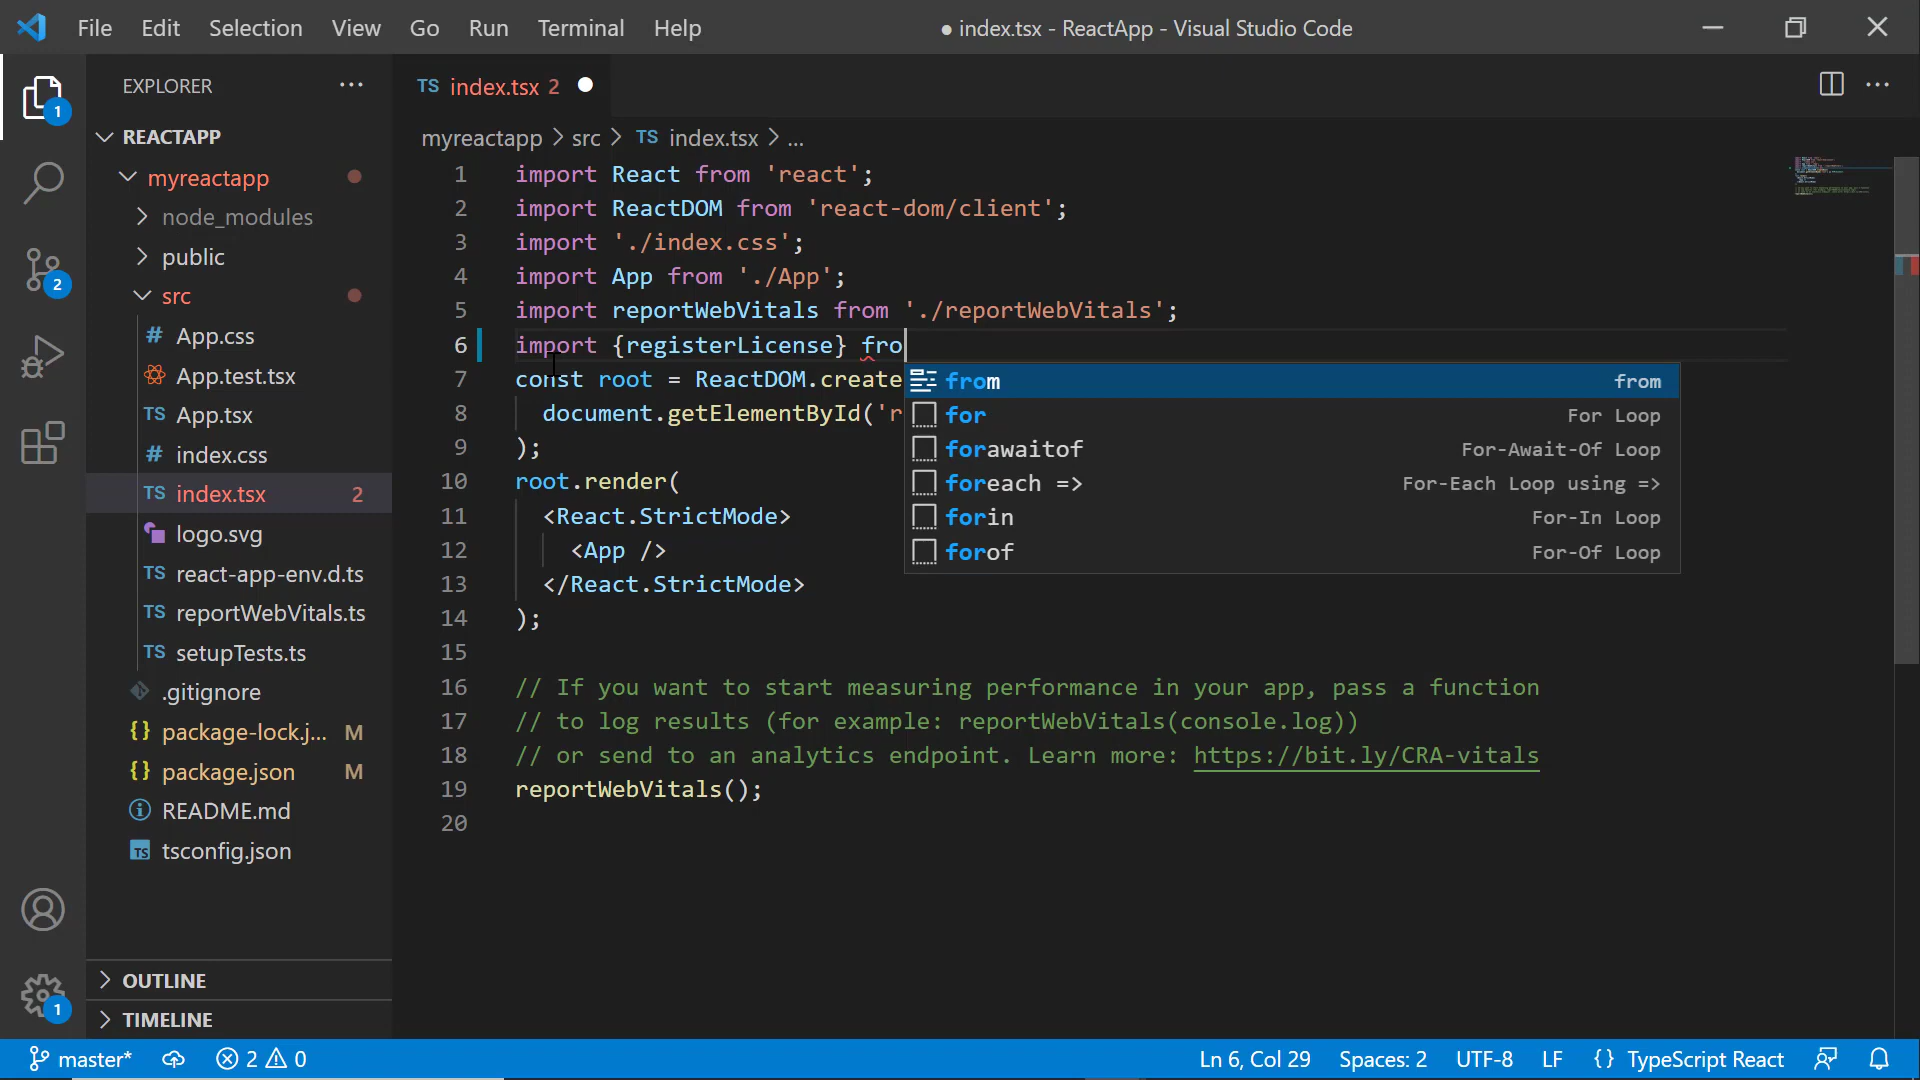 File Edit Selection View Go Run Terminal Help ● index.tsx - ReactApp - Visual Studio Code
EXPLORER ···
REACTAPP
myreactapp
node_modules
public
src
# App.css
App.test.tsx
TS App.tsx
# index.css
TS index.tsx 2
logo.svg
TS react-app-env.d.ts
TS reportWebVitals.ts
TS setupTests.ts
.gitignore
{} package-lock.j... M
{} package.json M
README.md
TS tsconfig.json
OUTLINE
TIMELINE
1
2
1
TS index.tsx 2 ●
myreactapp > src > TS index.tsx > ...
1 import React from 'react';
2 import ReactDOM from 'react-dom/client';
3 import './index.css';
4 import App from './App';
5 import reportWebVitals from './reportWebVitals';
6 import {registerLicense} fro
7 const root = ReactDOM.create
8 document.getElementById('r
9 );
10 root.render(
11 <React.StrictMode>
12 <App />
13 </React.StrictMode>
14 );
15
16 // If you want to start measuring performance in your app, pass a function
17 // to log results (for example: reportWebVitals(console.log))
18 // or send to an analytics endpoint. Learn more: https://bit.ly/CRA-vitals
19 reportWebVitals();
20
from from
for For Loop
forawaitof For-Await-Of Loop
foreach => For-Each Loop using =>
forin For-In Loop
forof For-Of Loop
master* 2 0 Ln 6, Col 29 Spaces: 2 UTF-8 LF {} TypeScript React